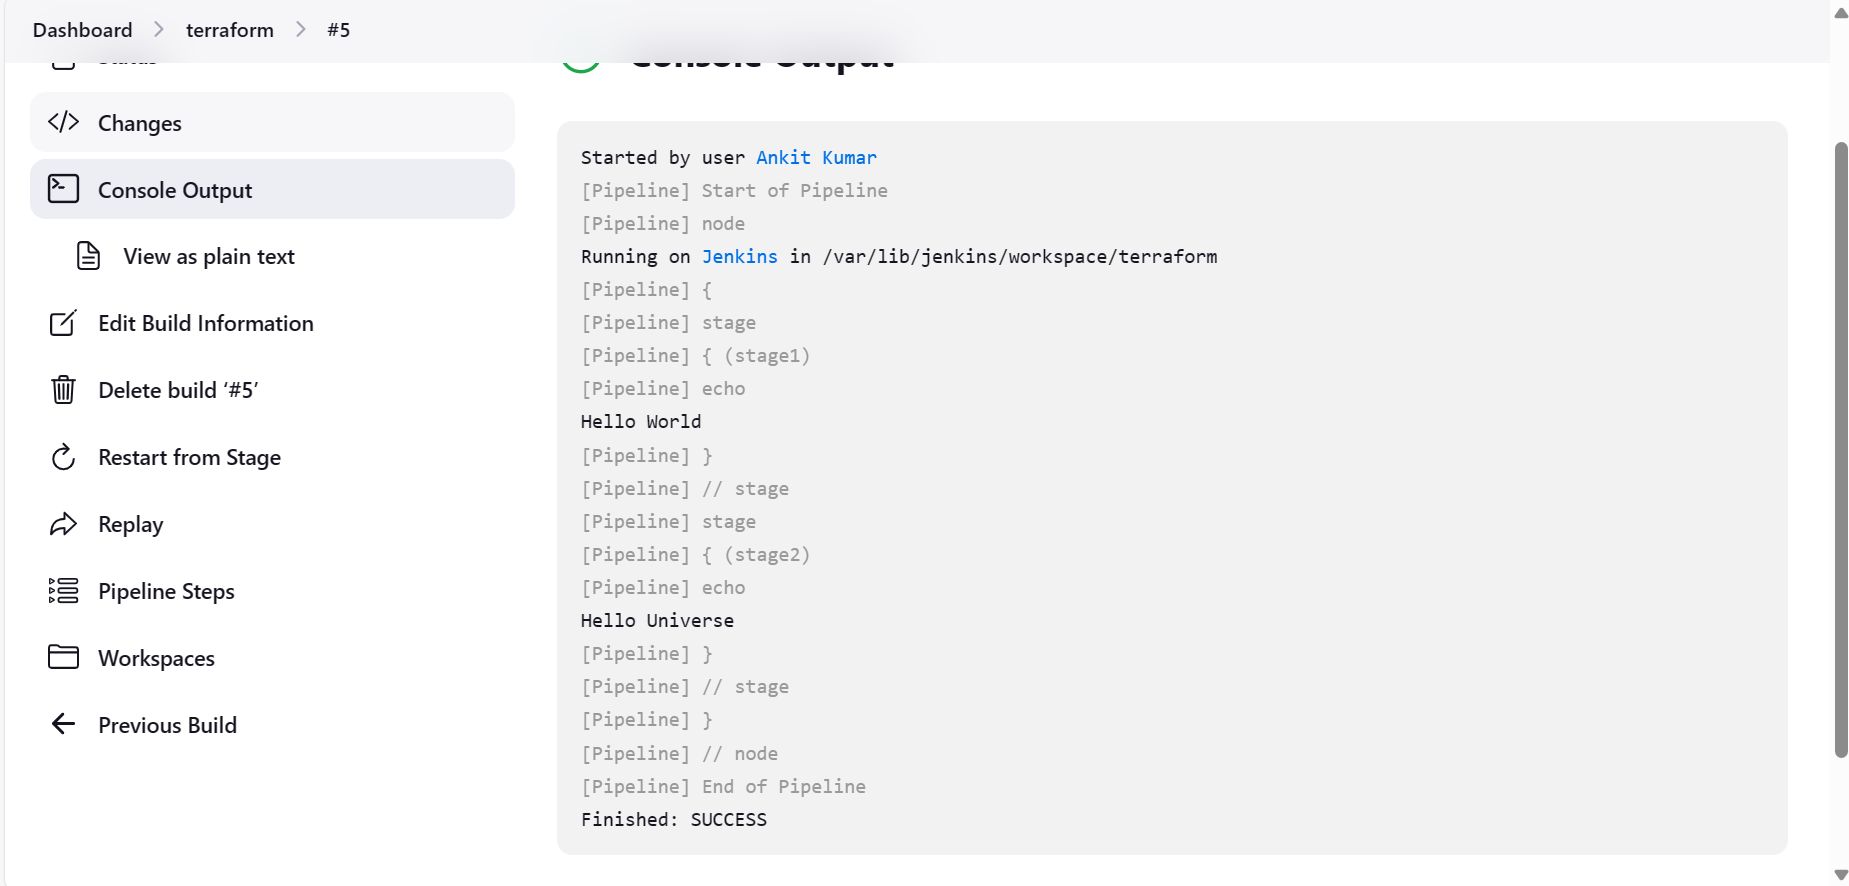 Dashboard > terraform > #5
Status
Console Output
Changes
Console Output
View as plain text
Edit Build Information
Delete build ‘#5’
Restart from Stage
Replay
Pipeline Steps
Workspaces
Previous Build
Started by user Ankit Kumar
[Pipeline] Start of Pipeline
[Pipeline] node
Running on Jenkins in /var/lib/jenkins/workspace/terraform
[Pipeline] {
[Pipeline] stage
[Pipeline] { (stage1)
[Pipeline] echo
Hello World
[Pipeline] }
[Pipeline] // stage
[Pipeline] stage
[Pipeline] { (stage2)
[Pipeline] echo
Hello Universe
[Pipeline] }
[Pipeline] // stage
[Pipeline] }
[Pipeline] // node
[Pipeline] End of Pipeline
Finished: SUCCESS